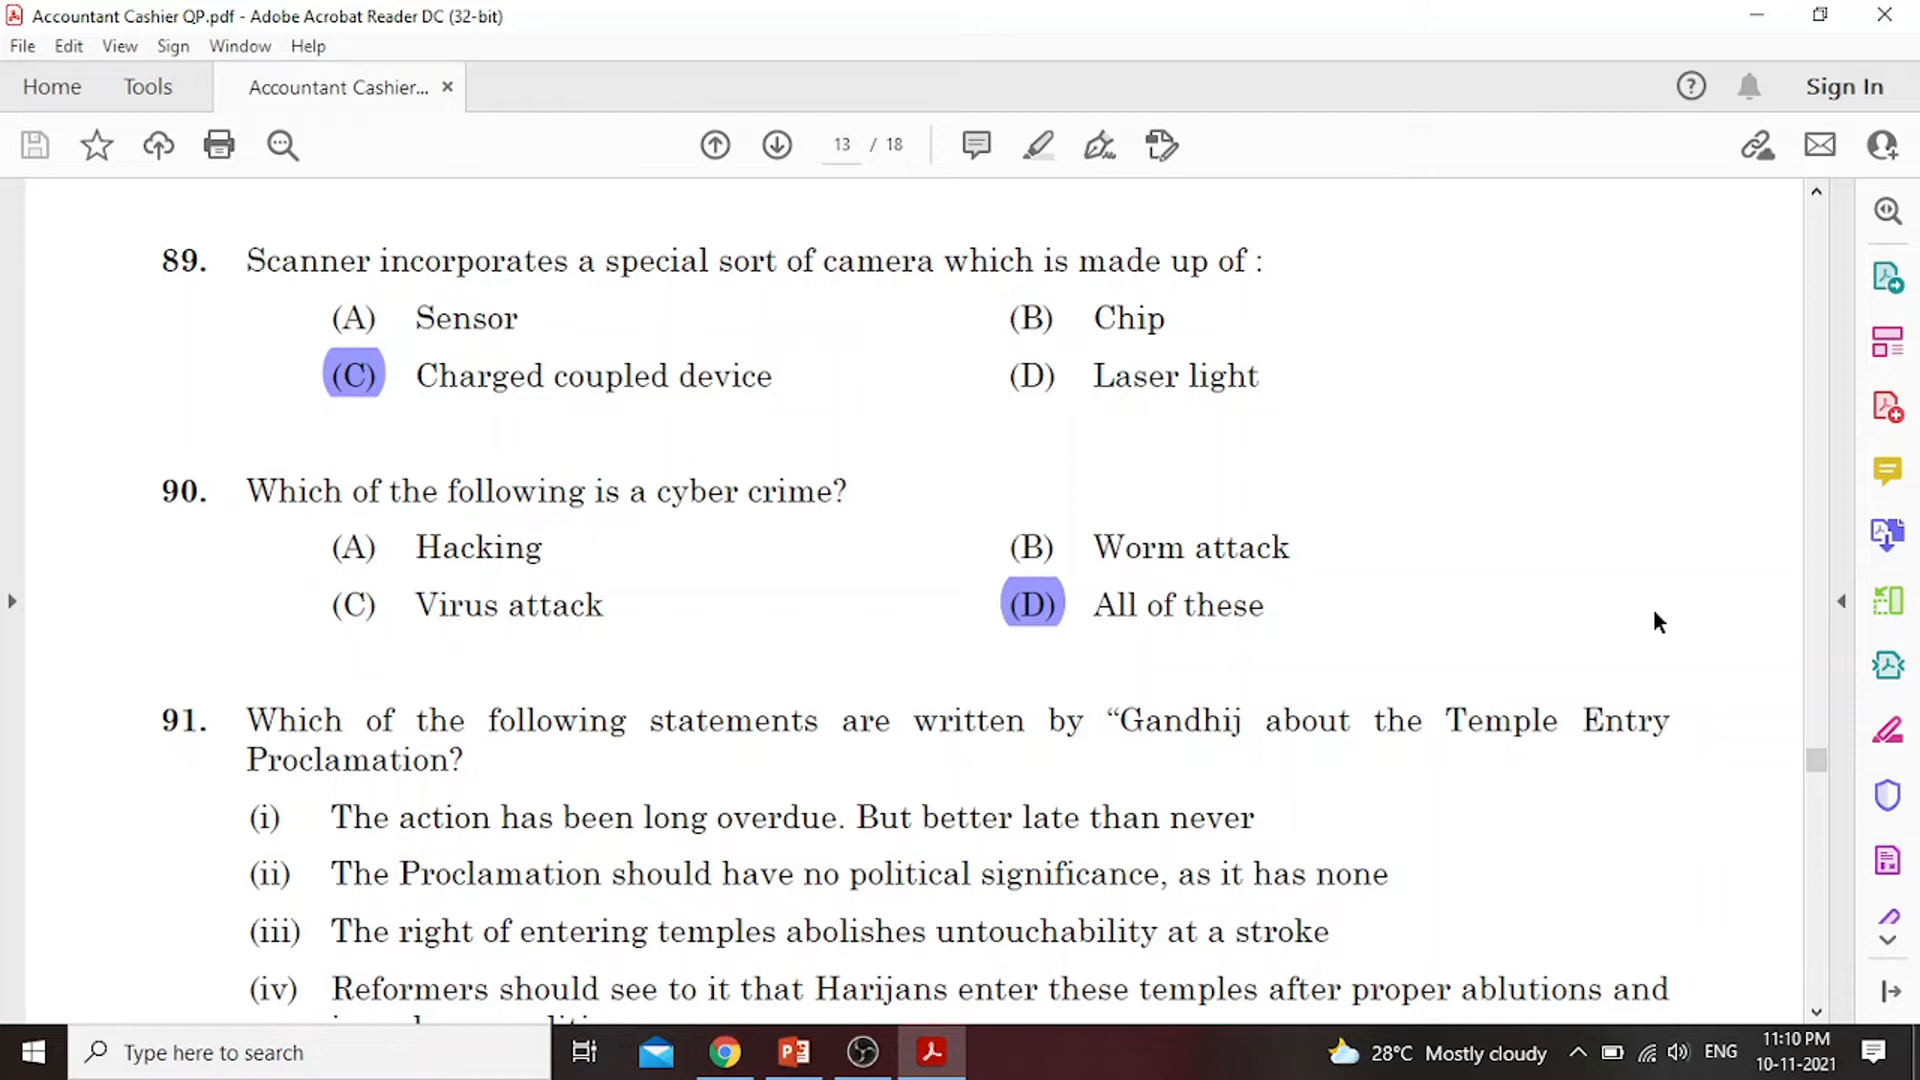 Accountant Cashier QP.pdf - Adobe Acrobat Reader DC (32-bit)
File Edit View Sign Window Help
Home Tools Accountant Cashier... × Sign In
13 / 18
89. Scanner incorporates a special sort of camera which is made up of :
(A) Sensor (B) Chip
(C) Charged coupled device (D) Laser light
90. Which of the following is a cyber crime?
(A) Hacking (B) Worm attack
(C) Virus attack (D) All of these
91. Which of the following statements are written by “Gandhij about the Temple Entry
Proclamation?
(i) The action has been long overdue. But better late than never
(ii) The Proclamation should have no political significance, as it has none
(iii) The right of entering temples abolishes untouchability at a stroke
(iv) Reformers should see to it that Harijans enter these temples after proper ablutions and
Type here to search 28°C Mostly cloudy ENG 11:10 PM
10-11-2021